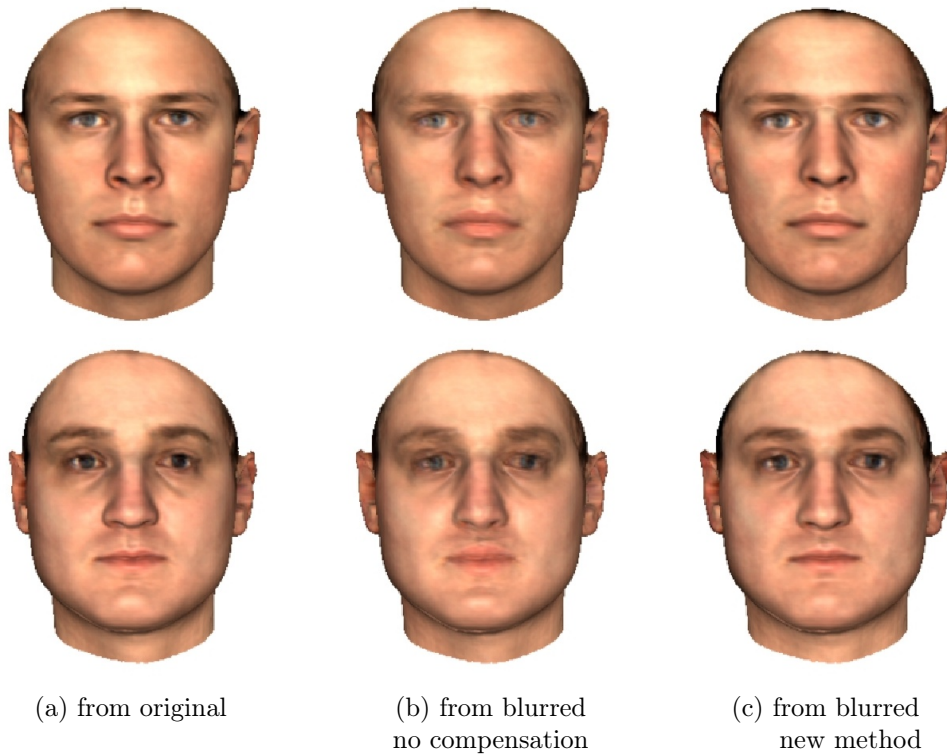 (a) from original
(b) from blurred
no compensation
(c) from blurred
new method